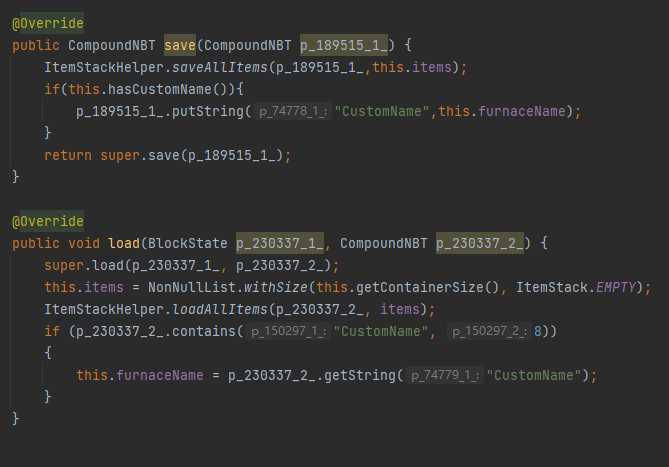 @Override
public CompoundNBT save(CompoundNBT p_189515_1_) {
    ItemStackHelper.saveAllItems(p_189515_1_,this.items);
    if(this.hasCustomName()){
        p_189515_1_.putString( p_74778_1_: "CustomName",this.furnaceName);
    }
    return super.save(p_189515_1_);
}
@Override
public void load(BlockState p_230337_1_, CompoundNBT p_230337_2_) {
    super.load(p_230337_1_, p_230337_2_);
    this.items = NonNullList.withSize(this.getContainerSize(), ItemStack.EMPTY);
    ItemStackHelper.loadAllItems(p_230337_2_, items);
    if (p_230337_2_.contains( p_150297_1_: "CustomName", p_150297_2_: 8))
    {
        this.furnaceName = p_230337_2_.getString( p_74779_1_: "CustomName");
    }
}